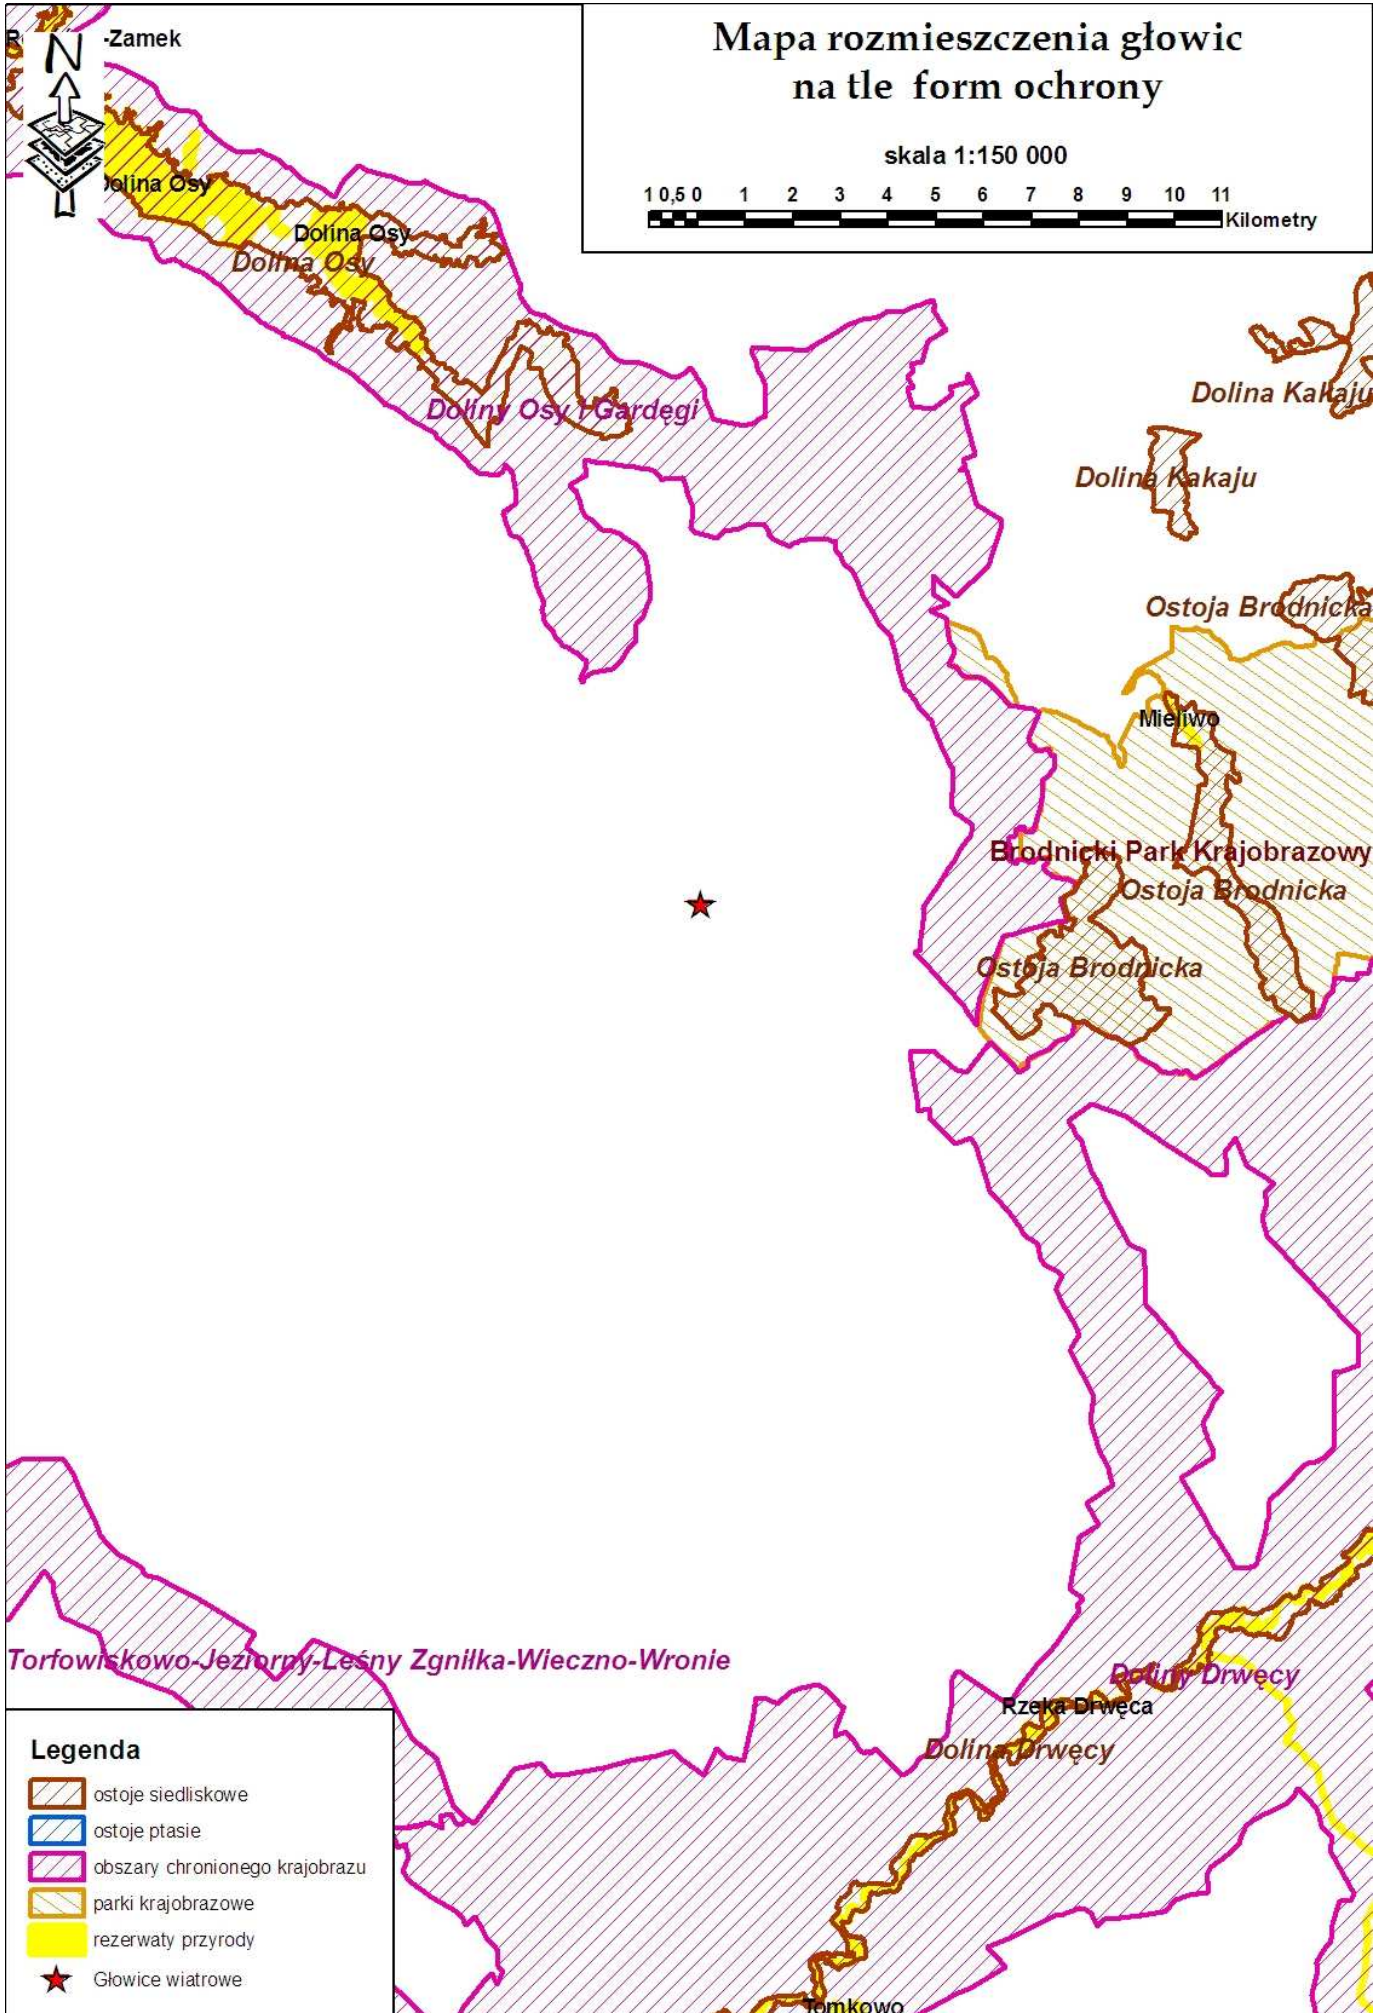 -Zamek
N
Mapa rozmieszczenia głowic
na tle form ochrony
skala 1:150 000
1 0,5 0 1 2 3 4 5 6 7 8 9 10 11
Kilometry
Dolina Osy
Dolina Osy
Dolina Osy
Doliny Osy i Gardęgi
Dolina Kakaju
Dolina Kakaju
Ostoja Brodnicka
Mieliwo
Brodnicki Park Krajobrazowy
Ostoja Brodnicka
Ostoja Brodnicka
Torfowiskowo-Jeziorny-Leśny Zgniłka-Wieczno-Wronie
Doliny Drwęcy
Rzeka Drwęca
Dolina Drwęcy
Tomkowo
Legenda
ostoje siedliskowe
ostoje ptasie
obszary chronionego krajobrazu
parki krajobrazowe
rezerwaty przyrody
Głowice wiatrowe